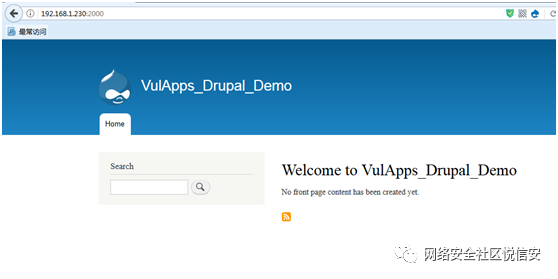 192.168.1.230:2000
最常访问
VulApps_Drupal_Demo
Home
Search
Welcome to VulApps_Drupal_Demo
No front page content has been created yet.
网络安全社区悦信安